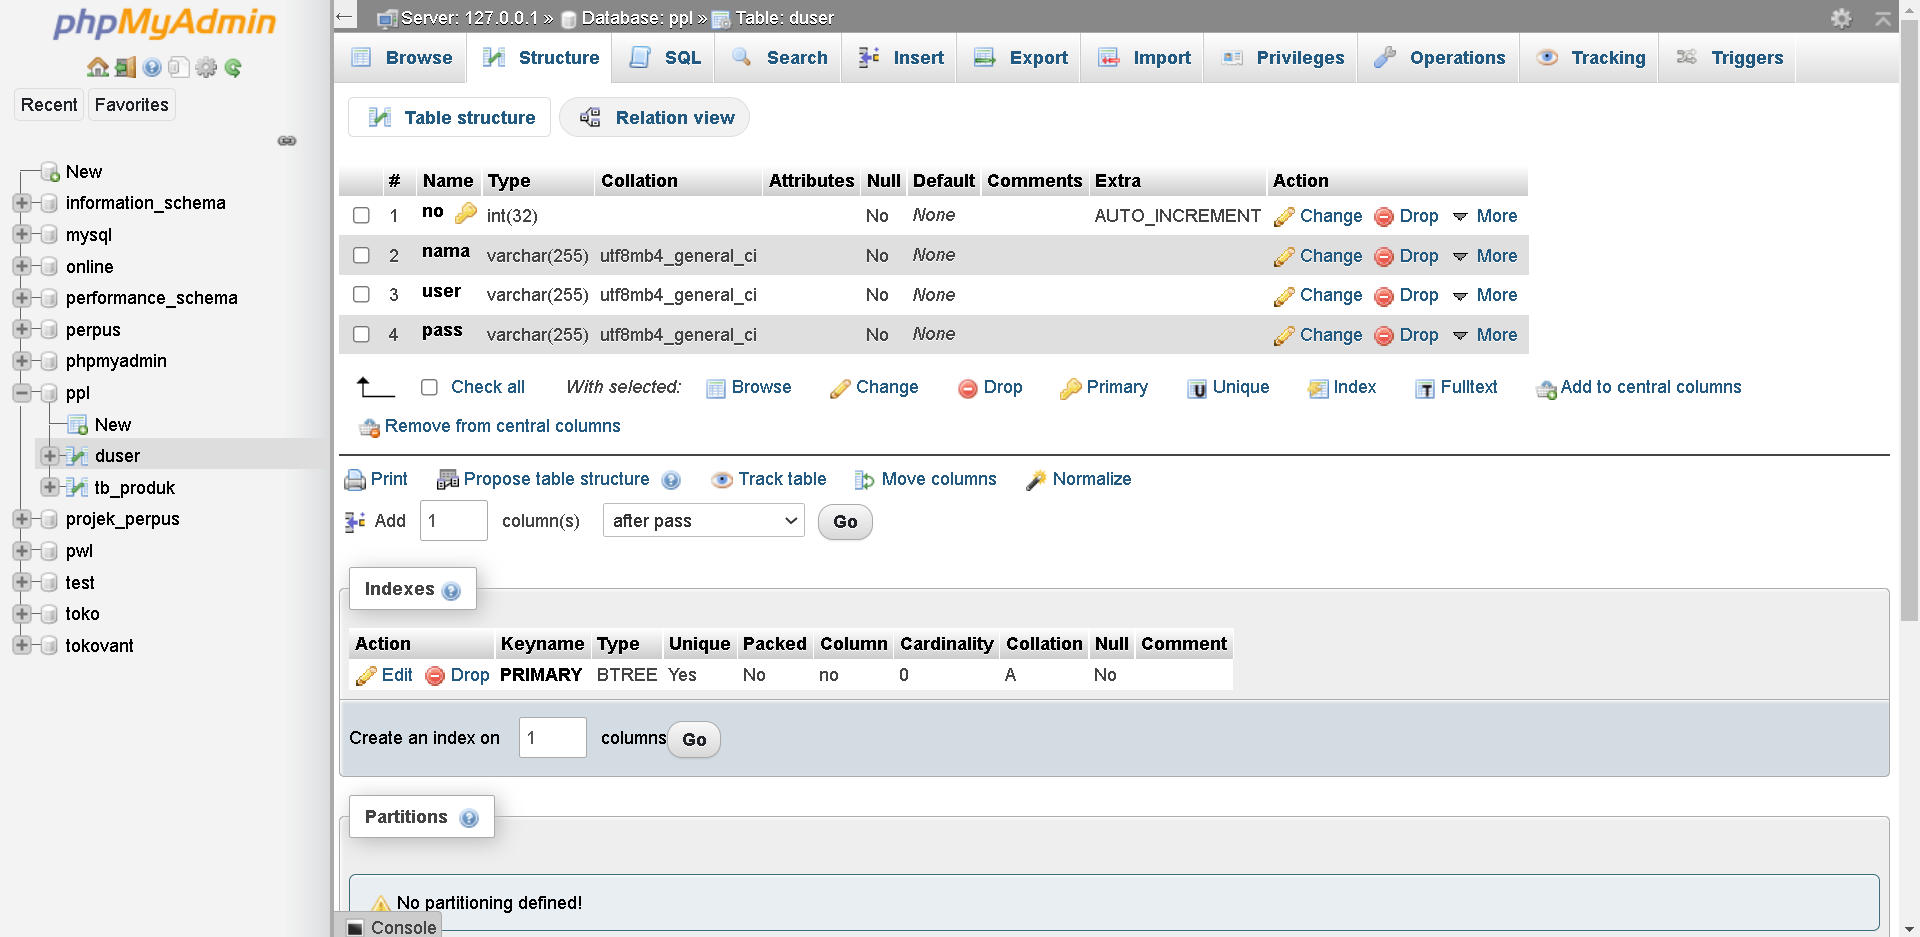 phpMyAdmin
Recent Favorites
New
information_schema
mysql
online
performance_schema
perpus
phpmyadmin
ppl
New
duser
tb_produk
projek_perpus
pwl
test
toko
tokovant
Server: 127.0.0.1 » Database: ppl » Table: duser
Browse Structure SQL Search Insert Export Import Privileges Operations Tracking Triggers
Table structure Relation view
# Name Type Collation Attributes Null Default Comments Extra Action
1 no int(32) No None AUTO_INCREMENT Change Drop More
2 nama varchar(255) utf8mb4_general_ci No None Change Drop More
3 user varchar(255) utf8mb4_general_ci No None Change Drop More
4 pass varchar(255) utf8mb4_general_ci No None Change Drop More
Check all With selected: Browse Change Drop Primary Unique Index Fulltext Add to central columns
Remove from central columns
Print Propose table structure Track table Move columns Normalize
Add 1 column(s) after pass Go
Indexes
Action Keyname Type Unique Packed Column Cardinality Collation Null Comment
Edit Drop PRIMARY BTREE Yes No no 0 A No
Create an index on 1 columns Go
Partitions
No partitioning defined!
Console